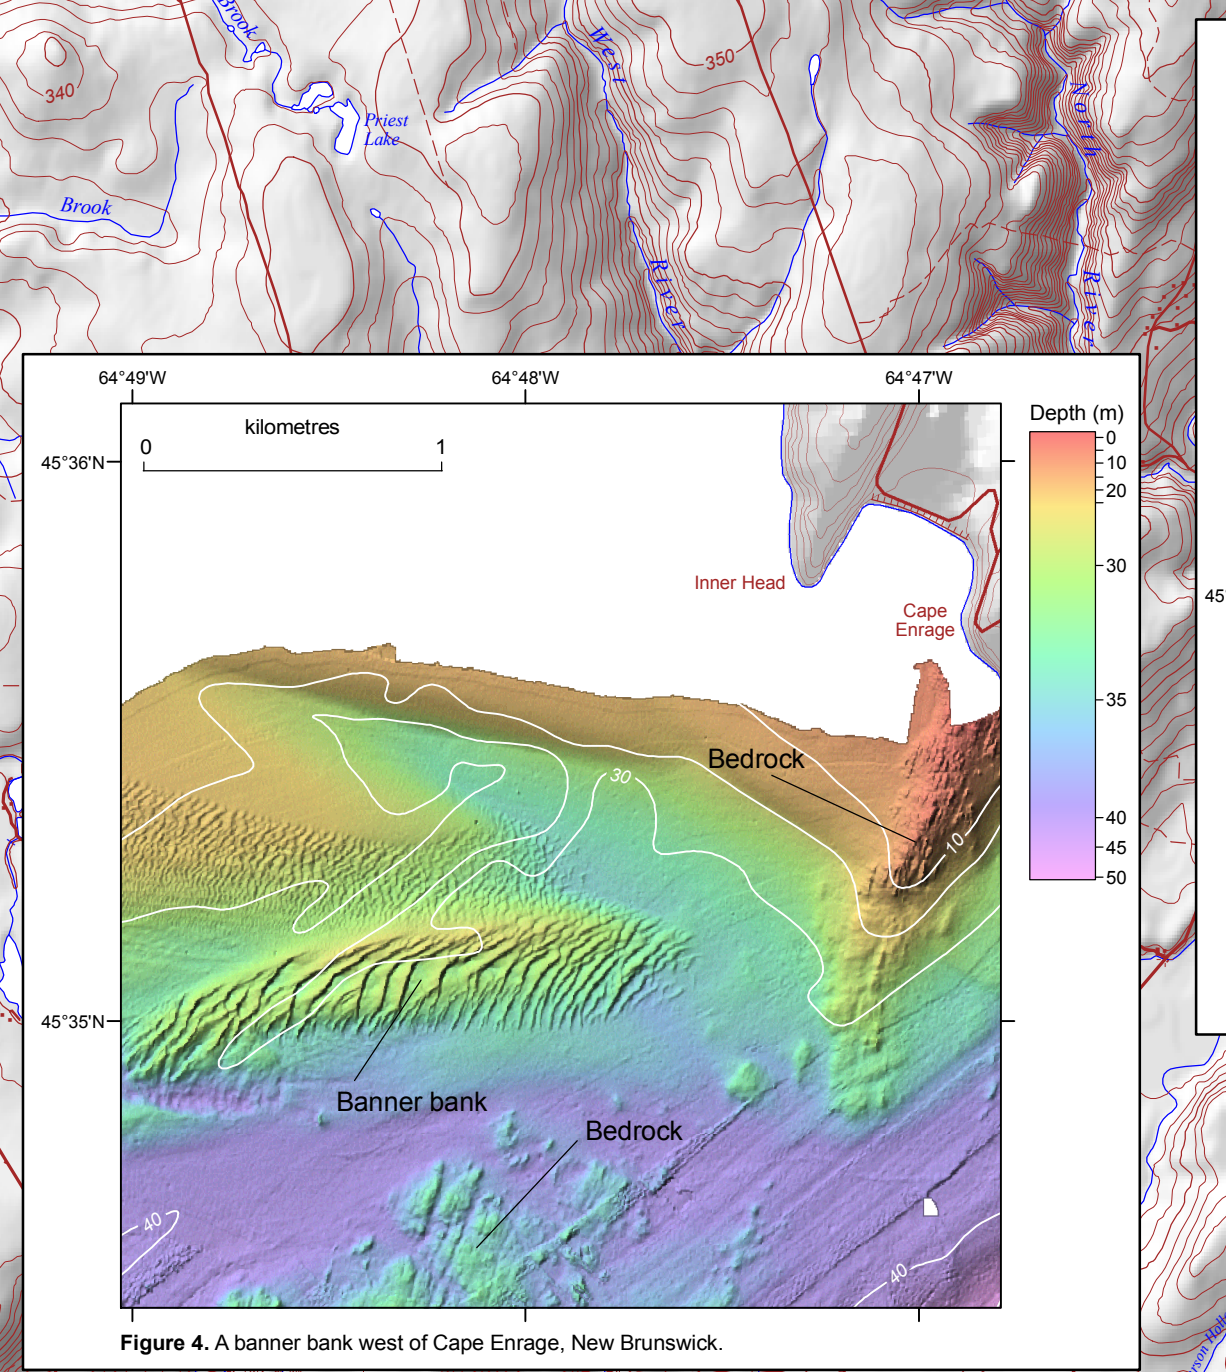 Brook
340
Priest
Lake
Brook
West
River
350
North
River
64°49'W
64°48'W
64°47'W
kilometres
0
1
45°36'N
45°35'N
Inner Head
Cape
Enrage
Depth (m)
0
10
20
30
35
40
45
50
Bedrock
30
10
Banner bank
Bedrock
40
40
Figure 4. A banner bank west of Cape Enrage, New Brunswick.
45°